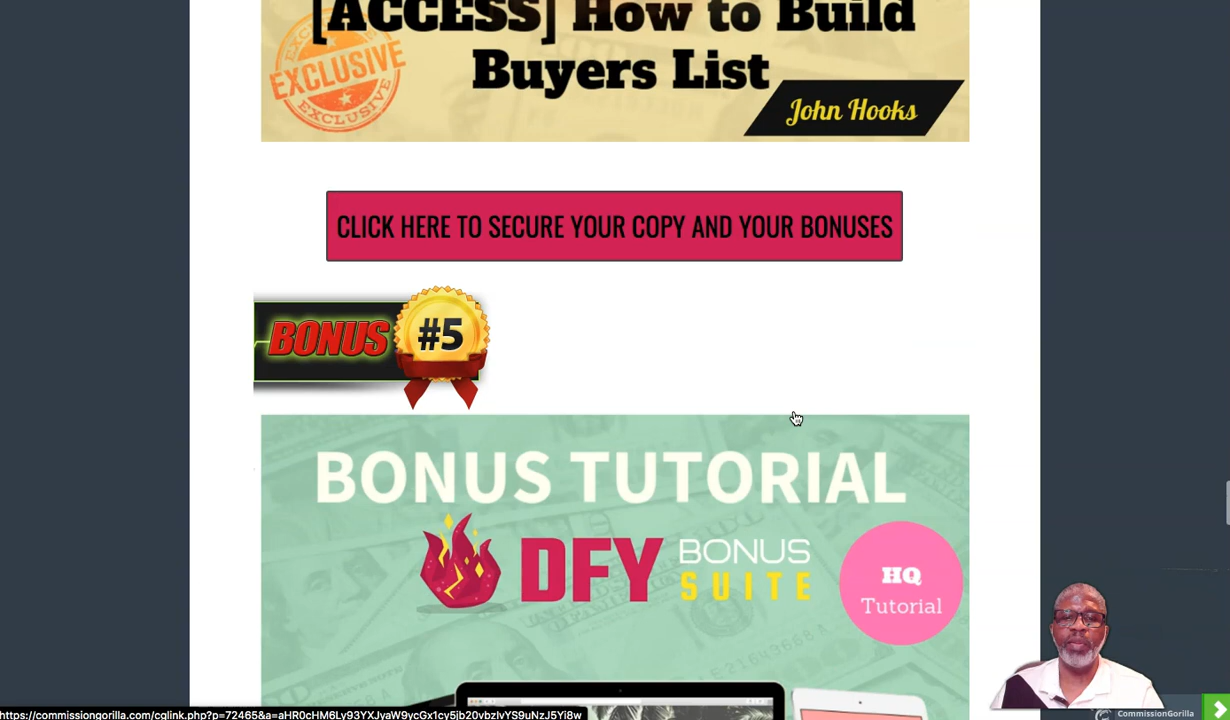 [ACCESS] How to Build
Buyers List
EXCLUSIVE
EXCLUSIVE
John Hooks
CLICK HERE TO SECURE YOUR COPY AND YOUR BONUSES
BONUS #5
BONUS TUTORIAL
DFY BONUS SUITE
HQ
Tutorial
CommissionGorilla